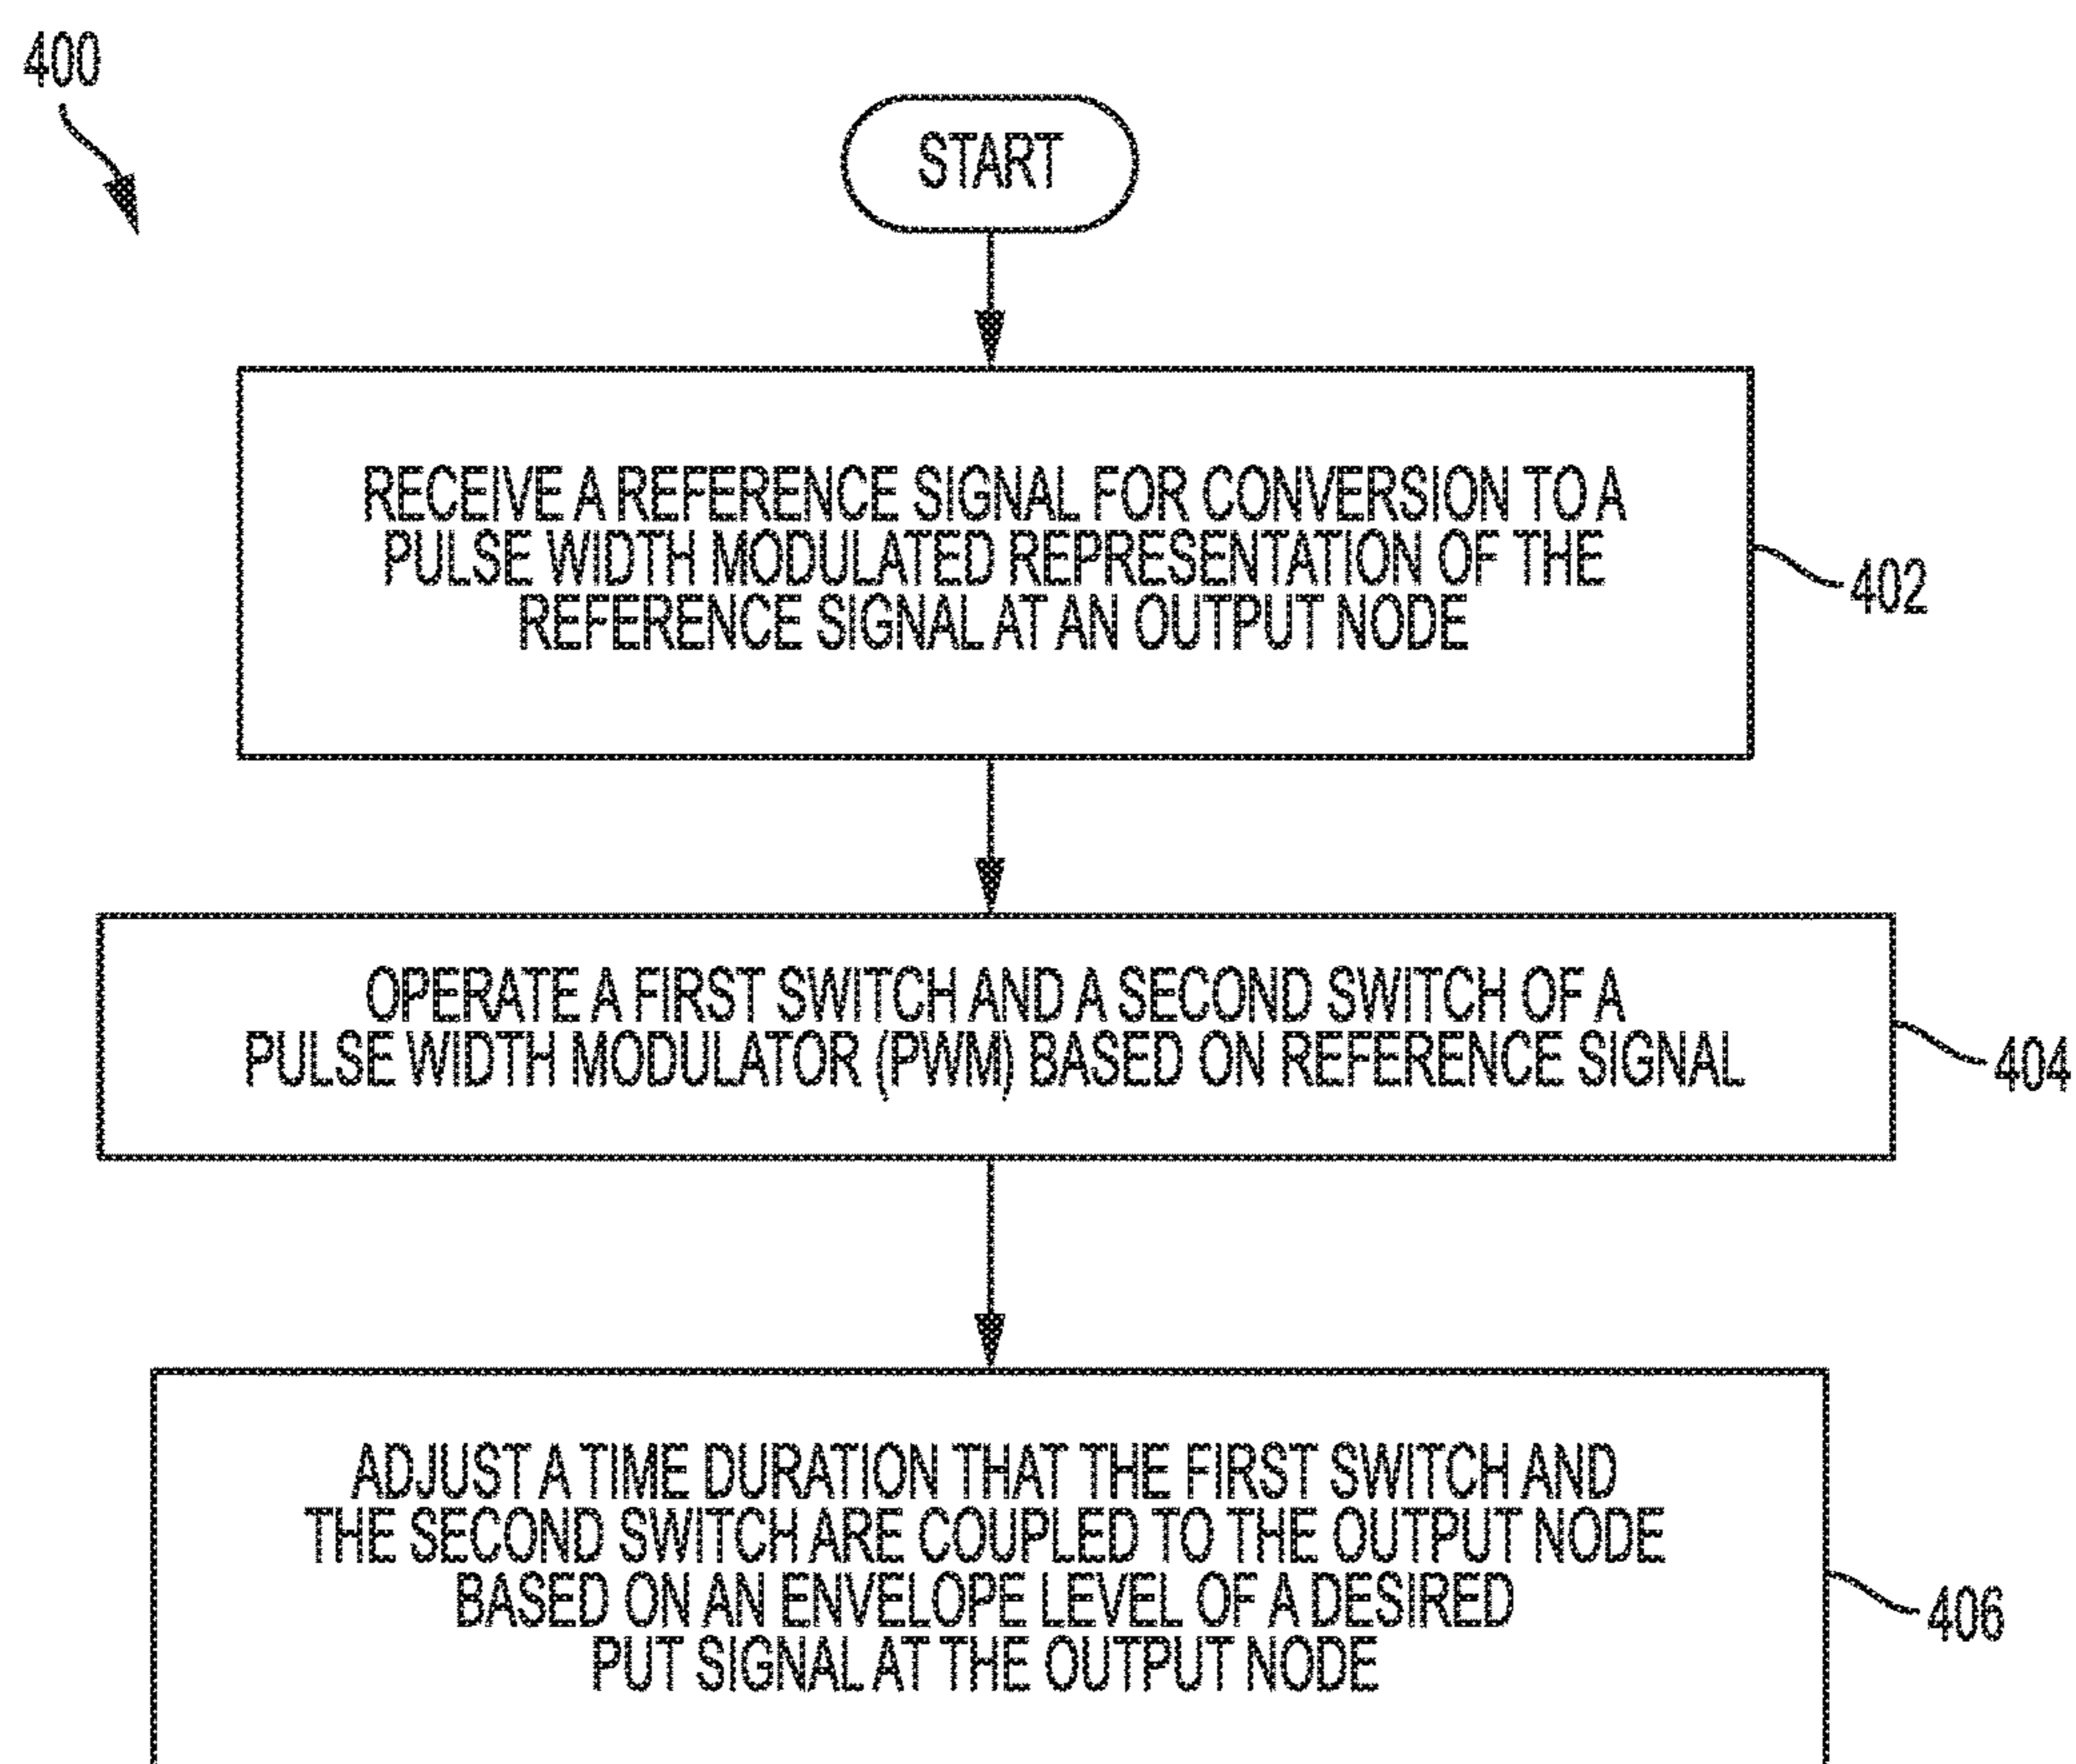 400
START
RECEIVE A REFERENCE SIGNAL FOR CONVERSION TO A
PULSE WIDTH MODULATED REPRESENTATION OF THE
REFERENCE SIGNAL AT AN OUTPUT NODE
402
OPERATE A FIRST SWITCH AND A SECOND SWITCH OF A
PULSE WIDTH MODULATOR (PWM) BASED ON REFERENCE SIGNAL
404
ADJUST A TIME DURATION THAT THE FIRST SWITCH AND
THE SECOND SWITCH ARE COUPLED TO THE OUTPUT NODE
BASED ON AN ENVELOPE LEVEL OF A DESIRED
PUT SIGNAL AT THE OUTPUT NODE
406